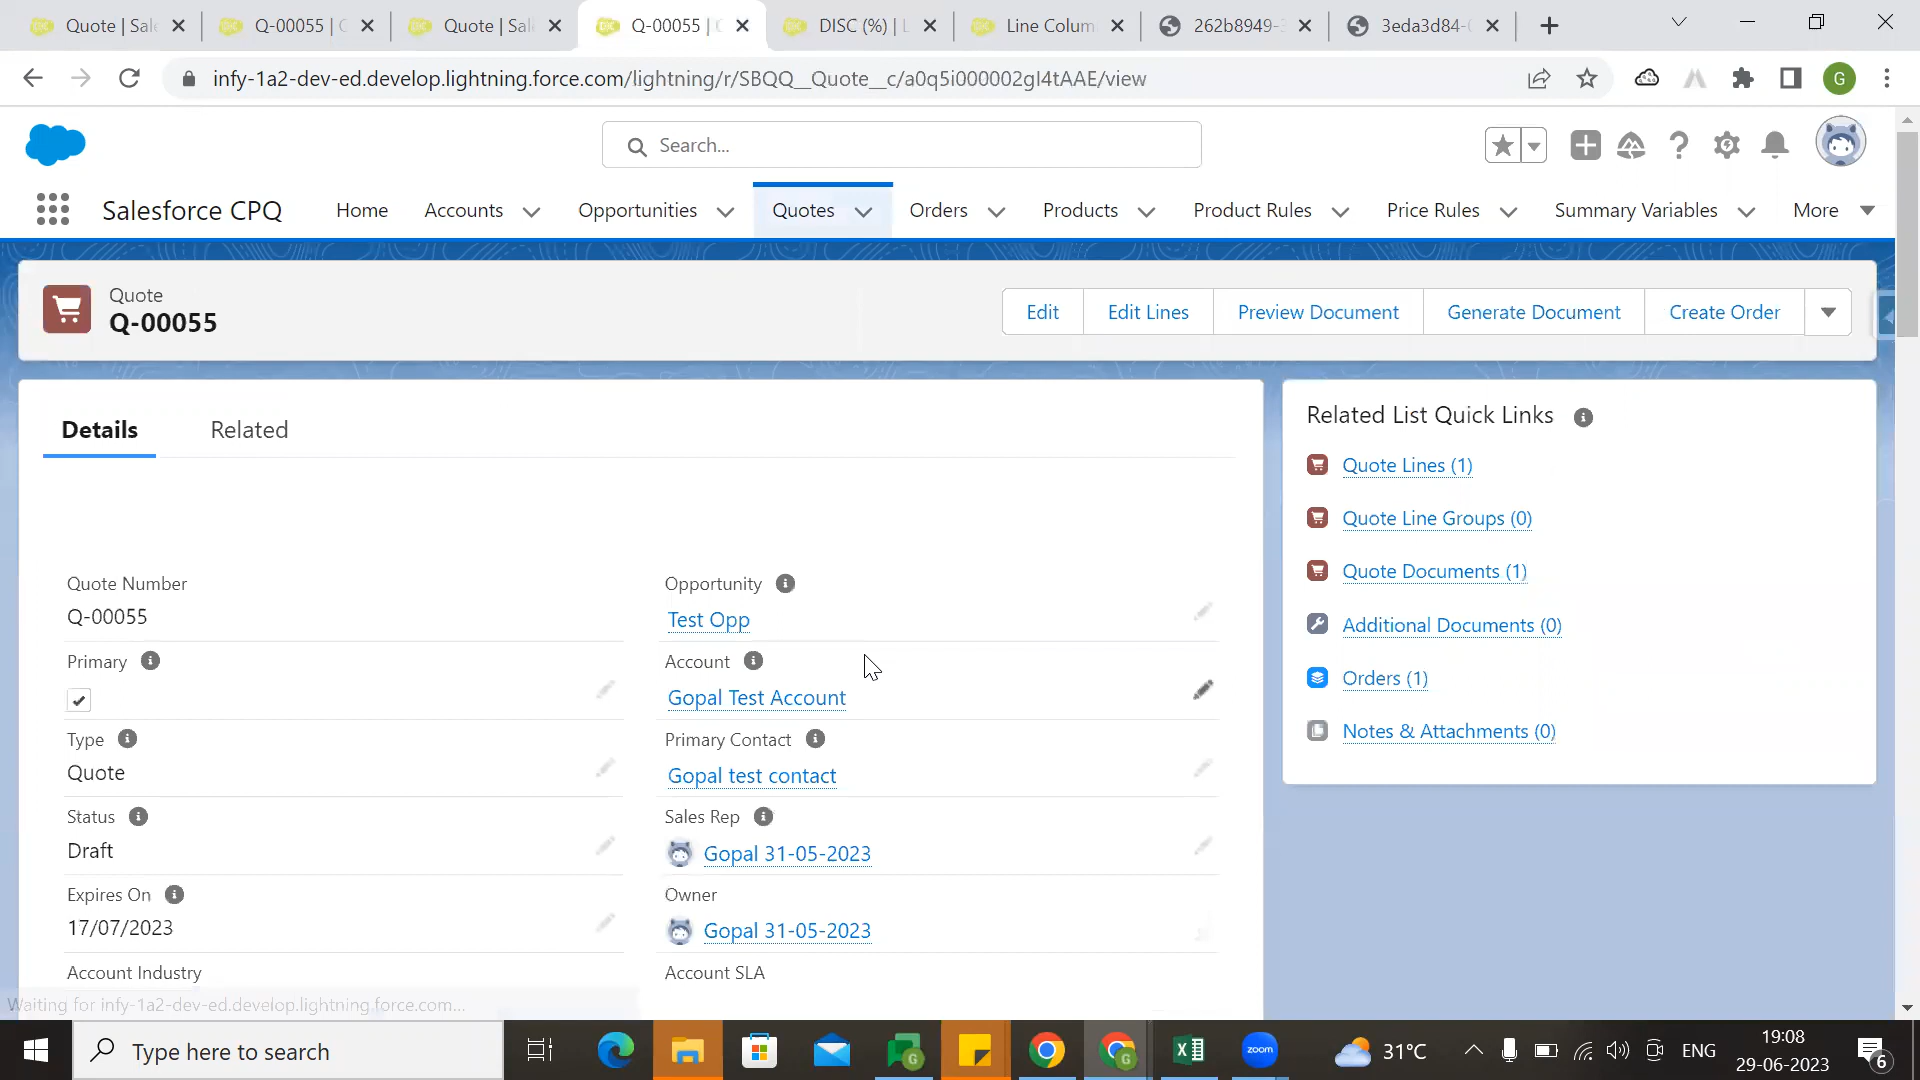 Quote | Sal
Q-00055 | 
Quote | Sal
Q-00055 | 
DISC (%) | L
Line Colum
262b8949-
3eda3d84-
infy-1a2-dev-ed.develop.lightning.force.com/lightning/r/SBQQ__Quote__c/a0q5i000002gI4tAAE/view
G
Search...
Salesforce CPQ
Home
Accounts
Opportunities
Quotes
Orders
Products
Product Rules
Price Rules
Summary Variables
More
Quote
Q-00055
Edit
Edit Lines
Preview Document
Generate Document
Create Order
Details
Related
Related List Quick Links
Quote Lines (1)
Quote Line Groups (0)
Quote Documents (1)
Additional Documents (0)
Orders (1)
Notes & Attachments (0)
Quote Number
Q-00055
Opportunity
Test Opp
Primary
Account
Gopal Test Account
Type
Quote
Primary Contact
Gopal test contact
Status
Draft
Sales Rep
Gopal 31-05-2023
Expires On
17/07/2023
Owner
Gopal 31-05-2023
Account Industry
Account SLA
Waiting for infy-1a2-dev-ed.develop.lightning.force.com...
Type here to search
zoom
31°C
ENG
19:08
29-06-2023
6